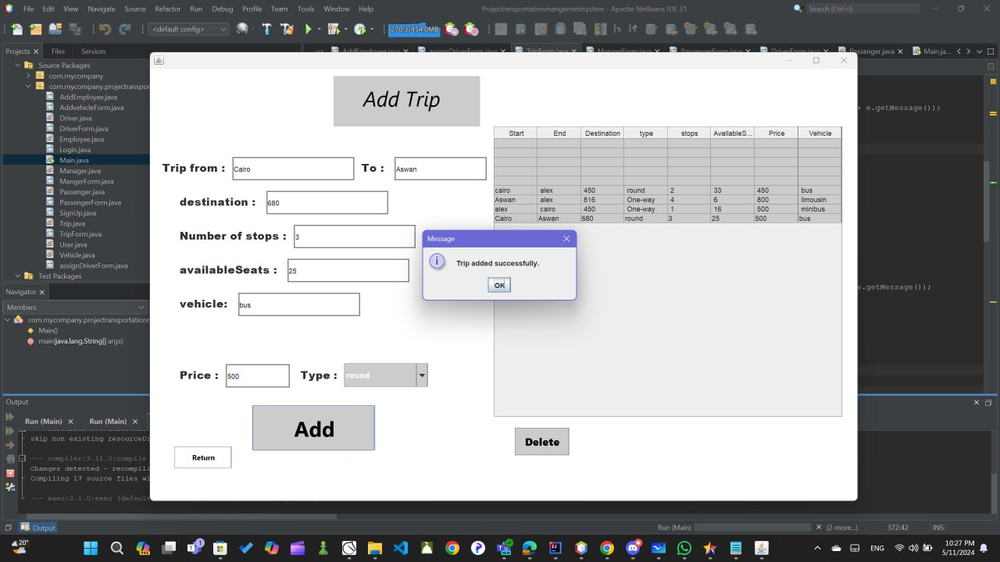 File Edit View Navigate Source Refactor Run Debug Profile Team Tools Window Help
Projectransportationmangementsystem - Apache NetBeans IDE 21
Search (Ctrl+I)
<default config>
270.3/454.0MB
Projects
Files
Services
AddEmployee.java
assignDriverForm.java
TripForm.java
MangerForm.java
PassengerForm.java
DriverForm.java
Passenger.java
Main.ja...
Source Packages
com.mycompany
com.mycompany.projectranspor
AddEmployee.java
AddvehicleForm.java
Driver.java
DriverForm.java
Employee.java
Login.java
Main.java
Manager.java
MangerForm.java
Passenger.java
PassengerForm.java
SignUp.java
Trip.java
TripForm.java
User.java
Vehicle.java
assignDriverForm.java
Test Packages
Navigator
Members
com.mycompany.projectransportationr
Main()
main(java.lang.String[] args)
+ e.getMessage());
e.getMessage());
Add Trip
Trip from : Cairo To : Aswan
destination : 680
Number of stops : 3
availableSeats : 25
vehicle: bus
Price : 500 Type : round
Add
Return
Start End Destination type stops AvailableS... Price Vehicle
cairo alex 450 round 2 33 450 bus
Aswan alex 816 One-way 4 6 800 limousin
alex cairo 450 One-way 1 16 500 minibus
Cairo Aswan 680 round 3 25 500 bus
Delete
Message
Trip added successfully.
OK
Output
Run (Main)
Run (Main)
skip non existing resourceDi
--- compiler:3.11.0:compile
Changes detected - recompili
Compiling 17 source files wi
--- exec:3.1.0:exec (default
Output
Run (Main)
(2 more...)
372:42
INS
20°
ENG
10:27 PM
5/11/2024